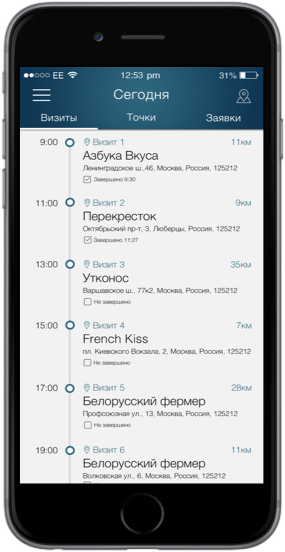 EE 12:53 pm 31%
Сегодня
Визиты Точки Заявки
9:00 Визит 1 11км
Азбука Вкуса
Ленинградское ш.,46, Москва, Россия, 125212
Завершено 9:30
11:00 Визит 2 9км
Перекресток
Октябрьский пр-т, 3, Люберцы, Россия, 125212
Завершено 11:27
13:00 Визит 3 35км
Утконос
Варшавское ш., 77к2, Москва, Россия, 125212
Не завершено
15:00 Визит 4 7км
French Kiss
пл. Киевского Вокзала, 2, Москва, Россия, 125212
Не завершено
17:00 Визит 5 28км
Белорусский фермер
Профсоюзная ул., 13, Москва, Россия, 125212
Не завершено
19:00 Визит 6 11км
Белорусский фермер
Волковская ул., 6, Москва, Россия, 125212